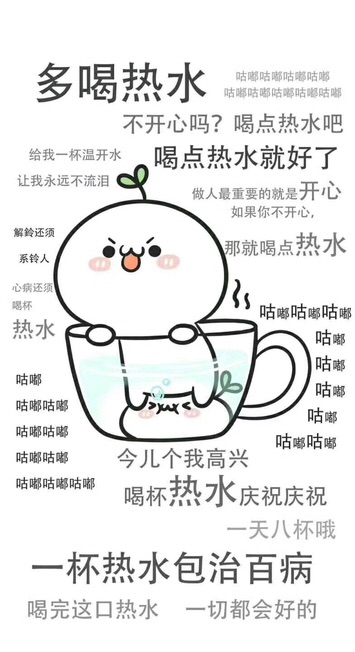 多喝热水
咕嘟咕嘟咕嘟咕嘟
咕嘟咕嘟咕嘟咕嘟咕嘟
不开心吗？喝点热水吧
给我一杯温开水
喝点热水就好了
让我永远不流泪
做人最重要的就是开心
如果你不开心，
那就喝点热水
解鈴还须
系铃人
心病还须
喝杯
热水
咕嘟咕嘟咕嘟
咕嘟
咕嘟
咕嘟
咕嘟
咕嘟咕嘟
咕嘟
咕嘟咕嘟
咕嘟咕嘟
咕嘟咕嘟
咕嘟咕嘟咕嘟
今儿个我高兴
喝杯热水庆祝庆祝
一天八杯哦
一杯热水包治百病
喝完这口热水 一切都会好的